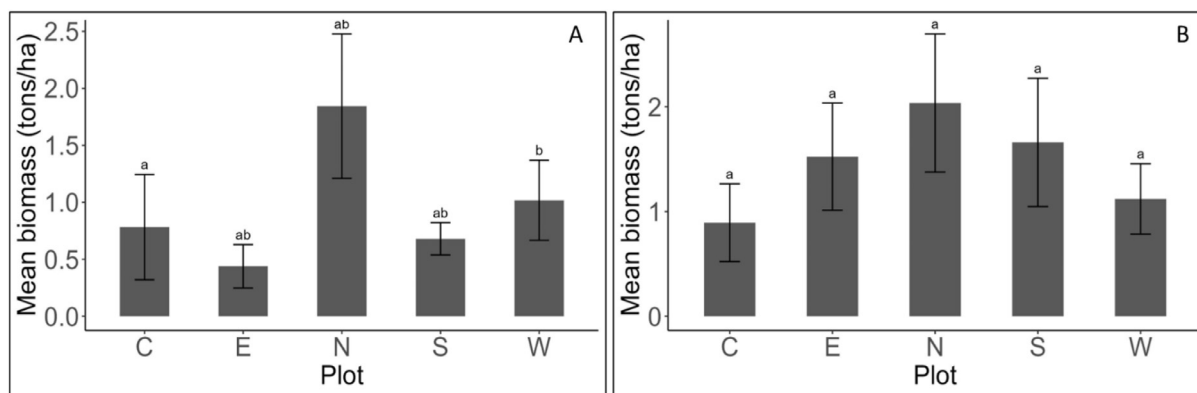 A
Mean biomass (tons/ha)
2.5
2.0
1.5
1.0
0.5
0.0
a
ab
ab
ab
b
C E N S W
Plot
B
Mean biomass (tons/ha)
2
1
0
a
a
a
a
a
C E N S W
Plot